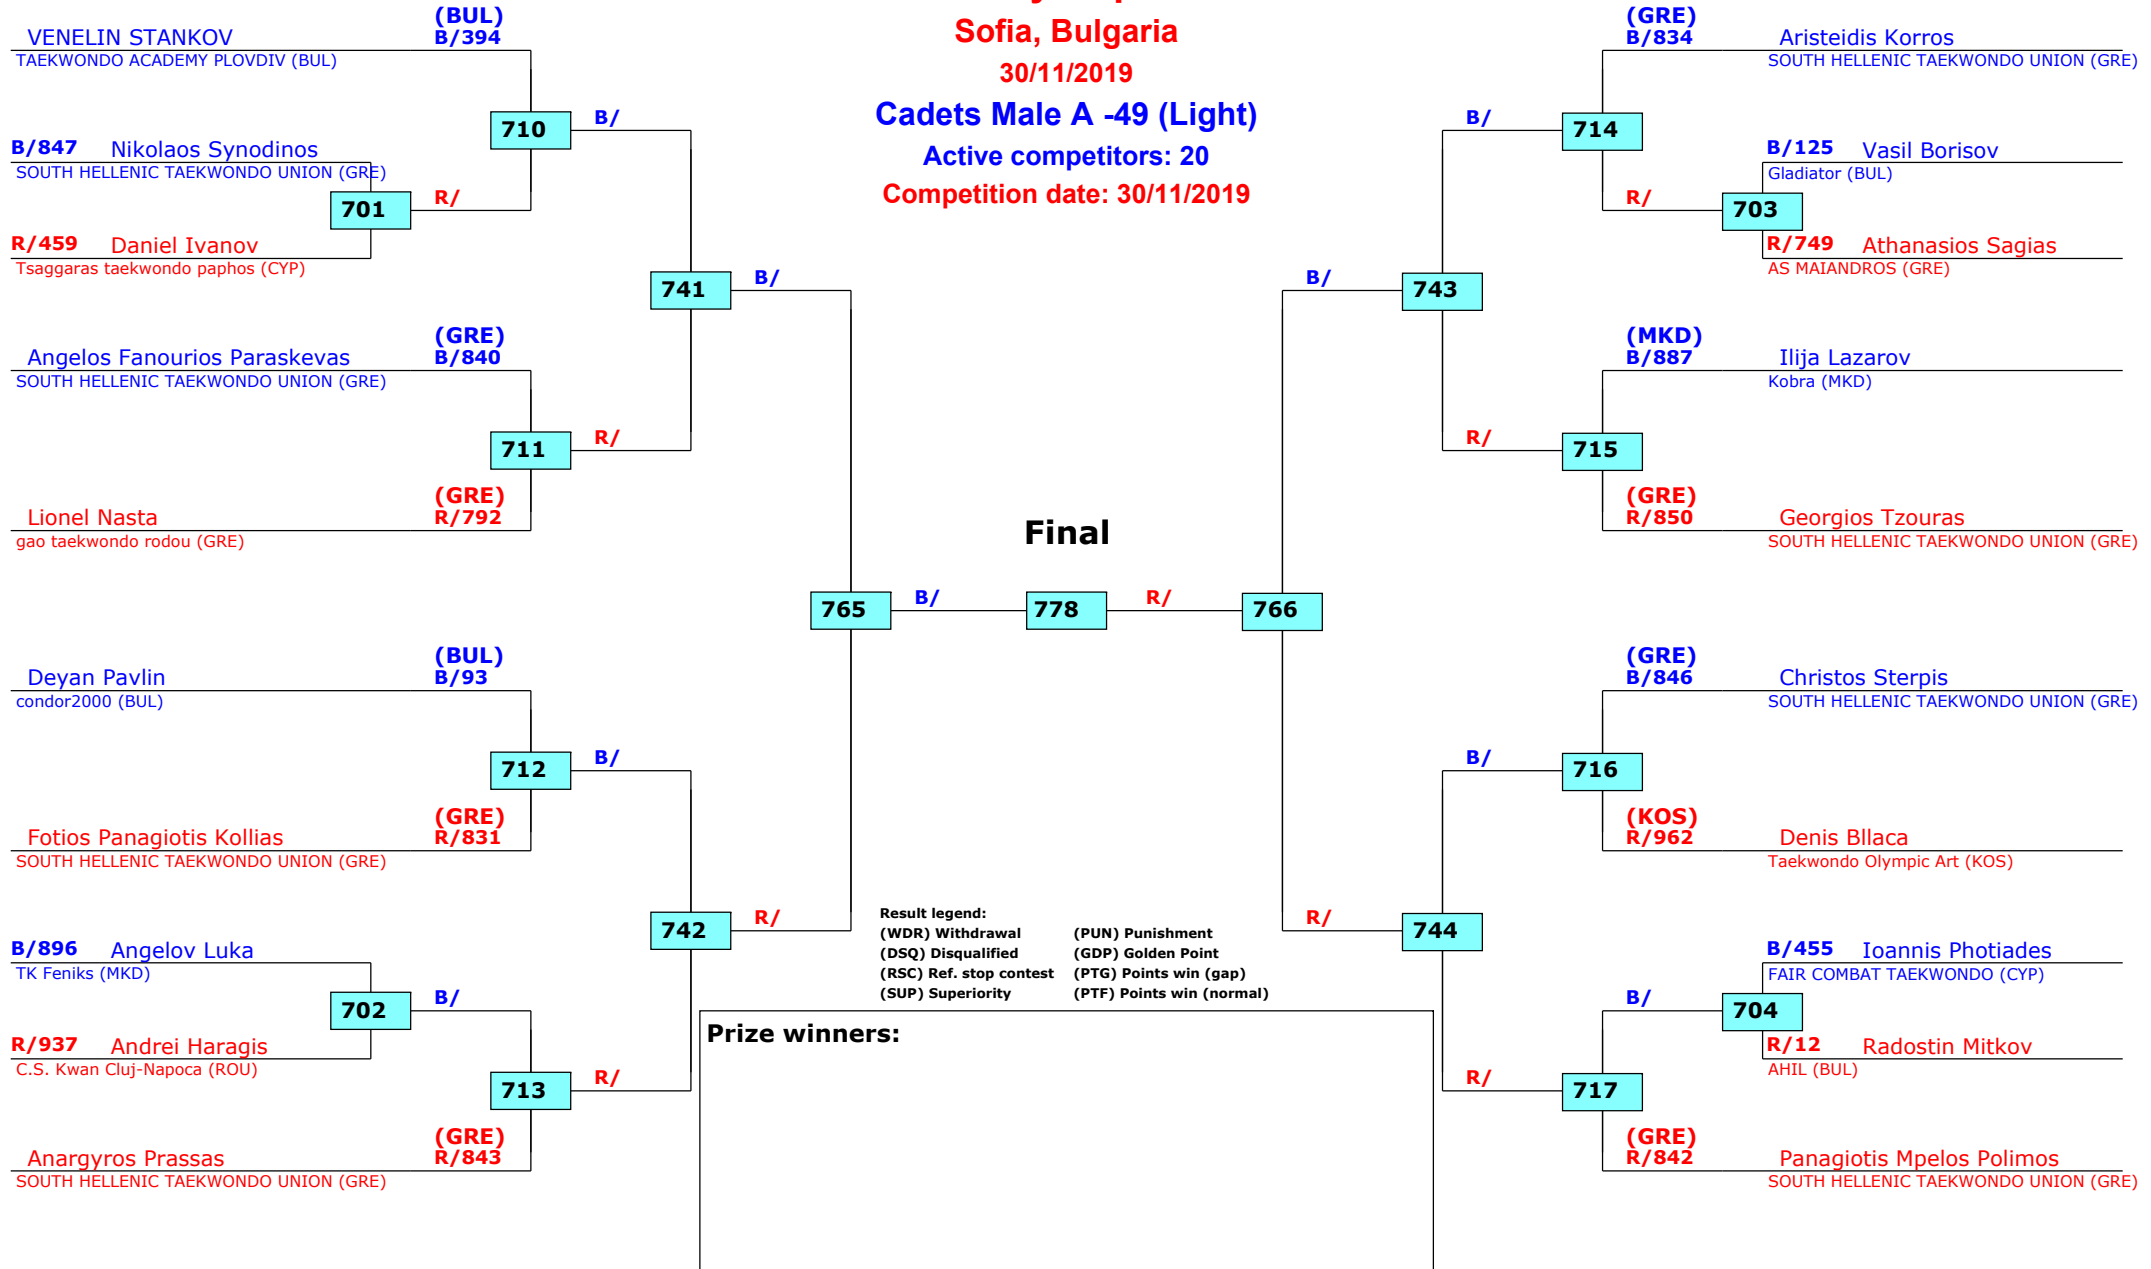 Sofia, Bulgaria
30/11/2019
Cadets Male A -49 (Light)
Active competitors: 20
Competition date: 30/11/2019
(BUL)
VENELIN STANKOV B/394
TAEKWONDO ACADEMY PLOVDIV (BUL)
710 B/
B/847 Nikolaos Synodinos
SOUTH HELLENIC TAEKWONDO UNION (GRE)
701 R/
R/459 Daniel Ivanov
Tsaggaras taekwondo paphos (CYP)
741 B/
(GRE)
Angelos Fanourios Paraskevas B/840
SOUTH HELLENIC TAEKWONDO UNION (GRE)
711 R/
(GRE)
Lionel Nasta R/792
gao taekwondo rodou (GRE)
765 B/
(BUL)
Deyan Pavlin B/93
condor2000 (BUL)
712 B/
(GRE)
Fotios Panagiotis Kollias R/831
SOUTH HELLENIC TAEKWONDO UNION (GRE)
742 R/
B/896 Angelov Luka
TK Feniks (MKD)
702 B/
R/937 Andrei Haragis
C.S. Kwan Cluj-Napoca (ROU)
713 R/
(GRE)
Anargyros Prassas R/843
SOUTH HELLENIC TAEKWONDO UNION (GRE)
Final
778
(GRE)
B/834 Aristeidis Korros
SOUTH HELLENIC TAEKWONDO UNION (GRE)
B/ 714
B/125 Vasil Borisov
Gladiator (BUL)
R/ 703
R/749 Athanasios Sagias
AS MAIANDROS (GRE)
B/ 743
(MKD)
B/887 Ilija Lazarov
Kobra (MKD)
R/ 715
(GRE)
R/850 Georgios Tzouras
SOUTH HELLENIC TAEKWONDO UNION (GRE)
R/ 766
(GRE)
B/846 Christos Sterpis
SOUTH HELLENIC TAEKWONDO UNION (GRE)
B/ 716
(KOS)
R/962 Denis Bllaca
Taekwondo Olympic Art (KOS)
R/ 744
B/455 Ioannis Photiades
FAIR COMBAT TAEKWONDO (CYP)
B/ 704
R/12 Radostin Mitkov
AHIL (BUL)
R/ 717
(GRE)
R/842 Panagiotis Mpelos Polimos
SOUTH HELLENIC TAEKWONDO UNION (GRE)
Result legend:
(WDR) Withdrawal (PUN) Punishment
(DSQ) Disqualified (GDP) Golden Point
(RSC) Ref. stop contest (PTG) Points win (gap)
(SUP) Superiority (PTF) Points win (normal)
Prize winners: